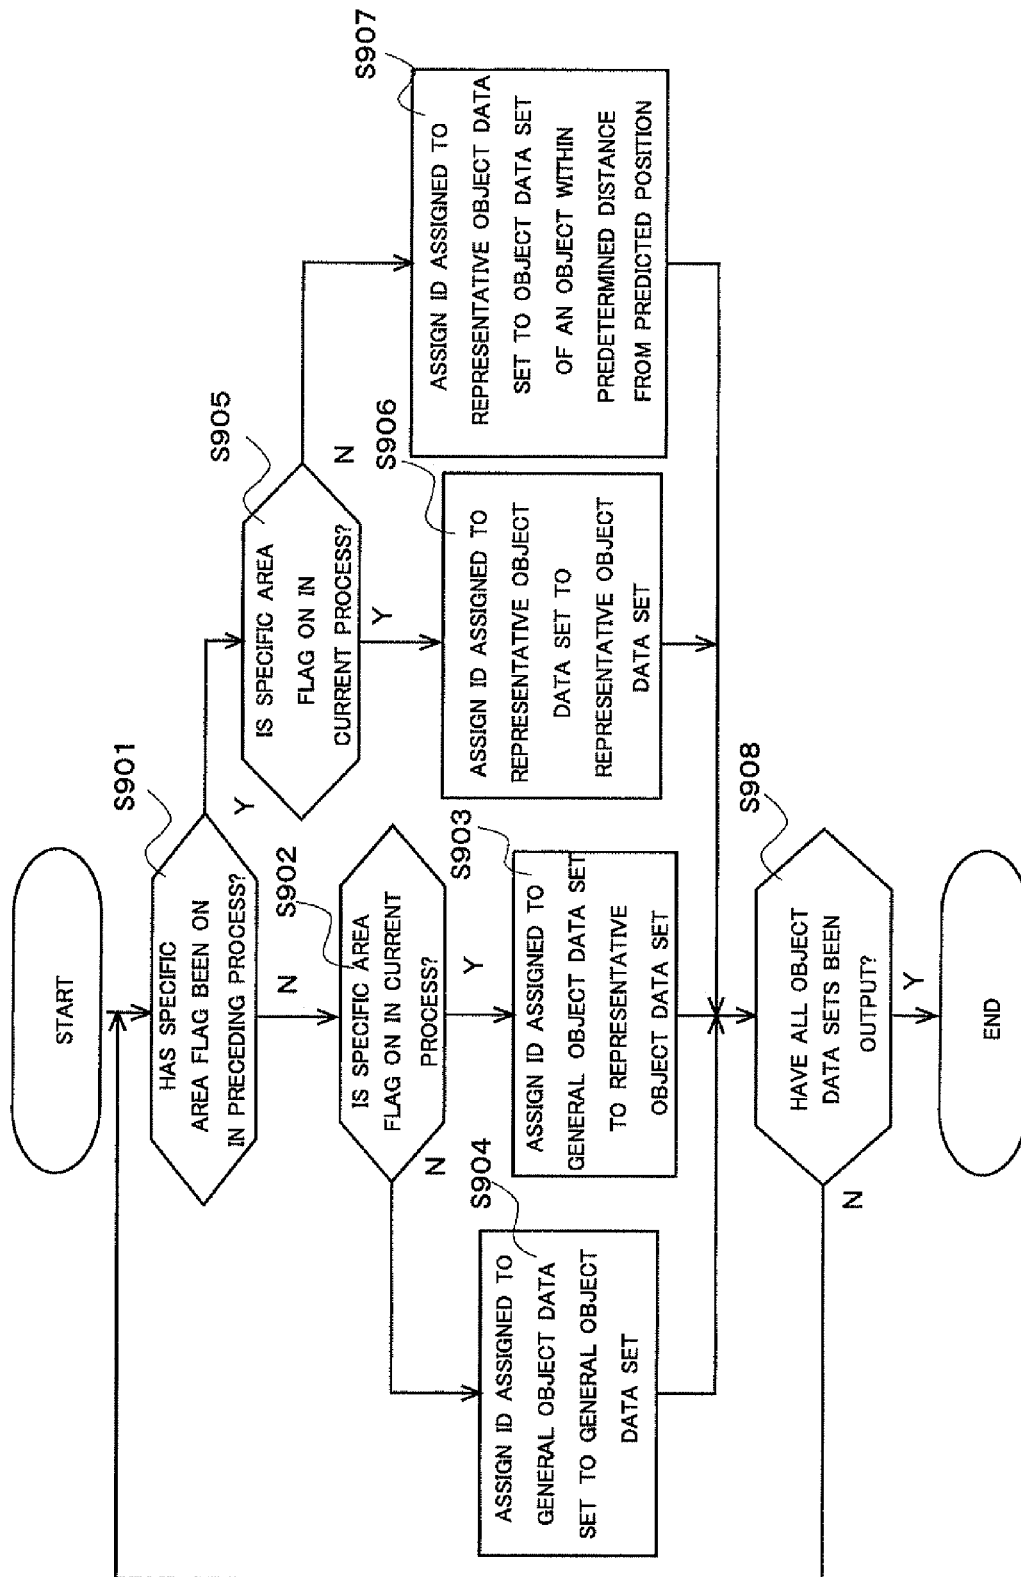 START
S901
HAS SPECIFIC
AREA FLAG BEEN ON
IN PRECEDING PROCESS?
Y
N
S902
IS SPECIFIC AREA
FLAG ON IN CURRENT
PROCESS?
Y
N
S903
ASSIGN ID ASSIGNED TO
GENERAL OBJECT DATA SET
TO REPRESENTATIVE
OBJECT DATA SET
S904
ASSIGN ID ASSIGNED TO
GENERAL OBJECT DATA
SET TO GENERAL OBJECT
DATA SET
S905
IS SPECIFIC AREA
FLAG ON IN
CURRENT PROCESS?
Y
N
S906
ASSIGN ID ASSIGNED TO
REPRESENTATIVE OBJECT
DATA SET TO
REPRESENTATIVE OBJECT
DATA SET
S907
ASSIGN ID ASSIGNED TO
REPRESENTATIVE OBJECT DATA
SET TO OBJECT DATA SET
OF AN OBJECT WITHIN
PREDETERMINED DISTANCE
FROM PREDICTED POSITION
S908
HAVE ALL OBJECT
DATA SETS BEEN
OUTPUT?
Y
N
END